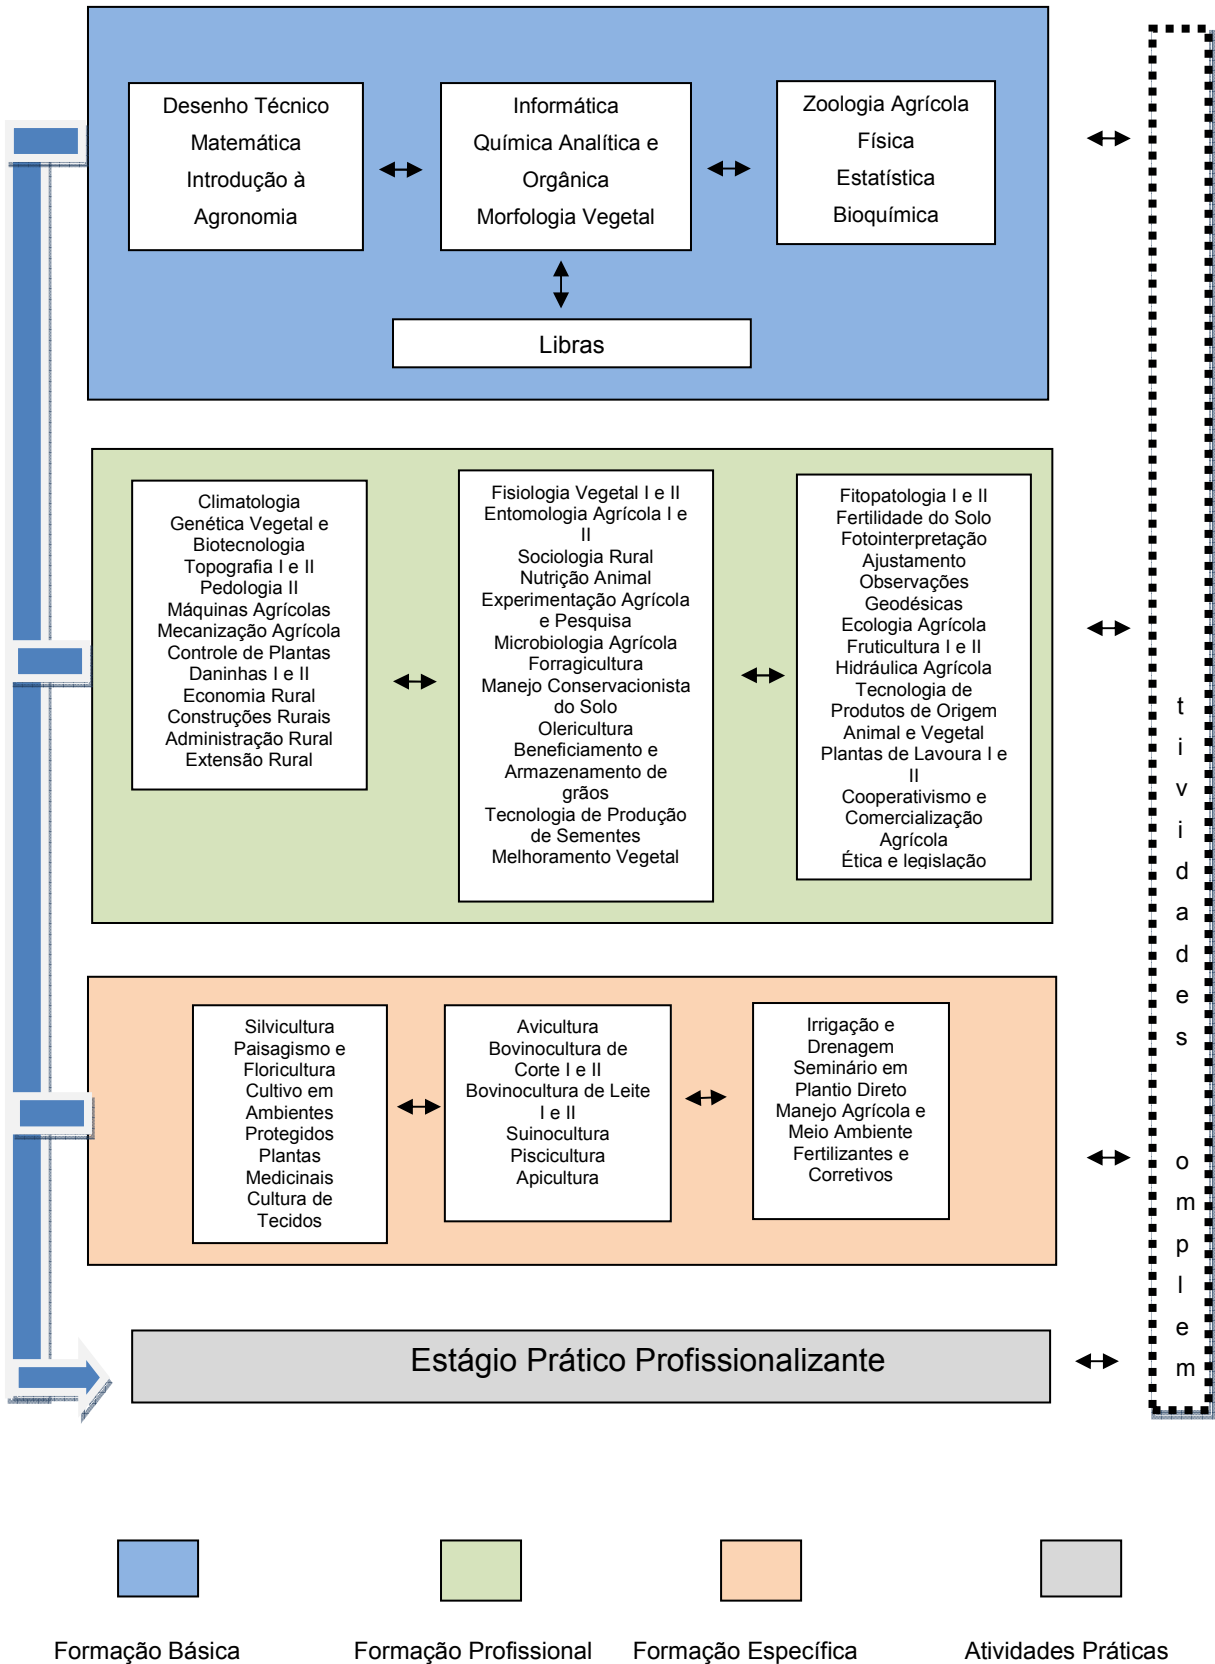 Desenho Técnico
Matemática
Introdução à
Agronomia
Informática
Química Analítica e
Orgânica
Morfologia Vegetal
Zoologia Agrícola
Física
Estatística
Bioquímica
Libras
Climatologia
Genética Vegetal e
Biotecnologia
Topografia I e II
Pedologia II
Máquinas Agrícolas
Mecanização Agrícola
Controle de Plantas
Daninhas I e II
Economia Rural
Construções Rurais
Administração Rural
Extensão Rural
Fisiologia Vegetal I e II
Entomologia Agrícola I e
II
Sociologia Rural
Nutrição Animal
Experimentação Agrícola
e Pesquisa
Microbiologia Agrícola
Forragicultura
Manejo Conservacionista
do Solo
Olericultura
Beneficiamento e
Armazenamento de
grãos
Tecnologia de Produção
de Sementes
Melhoramento Vegetal
Fitopatologia I e II
Fertilidade do Solo
Fotointerpretação
Ajustamento
Observações
Geodésicas
Ecologia Agrícola
Fruticultura I e II
Hidráulica Agrícola
Tecnologia de
Produtos de Origem
Animal e Vegetal
Plantas de Lavoura I e
II
Cooperativismo e
Comercialização
Agrícola
Ética e legislação
Silvicultura
Paisagismo e
Floricultura
Cultivo em
Ambientes
Protegidos
Plantas
Medicinais
Cultura de
Tecidos
Avicultura
Bovinocultura de
Corte I e II
Bovinocultura de Leite
I e II
Suinocultura
Piscicultura
Apicultura
Irrigação e
Drenagem
Seminário em
Plantio Direto
Manejo Agrícola e
Meio Ambiente
Fertilizantes e
Corretivos
Estágio Prático Profissionalizante
t
i
v
i
d
a
d
e
s
o
m
p
l
e
m
Formação Básica
Formação Profissional
Formação Específica
Atividades Práticas